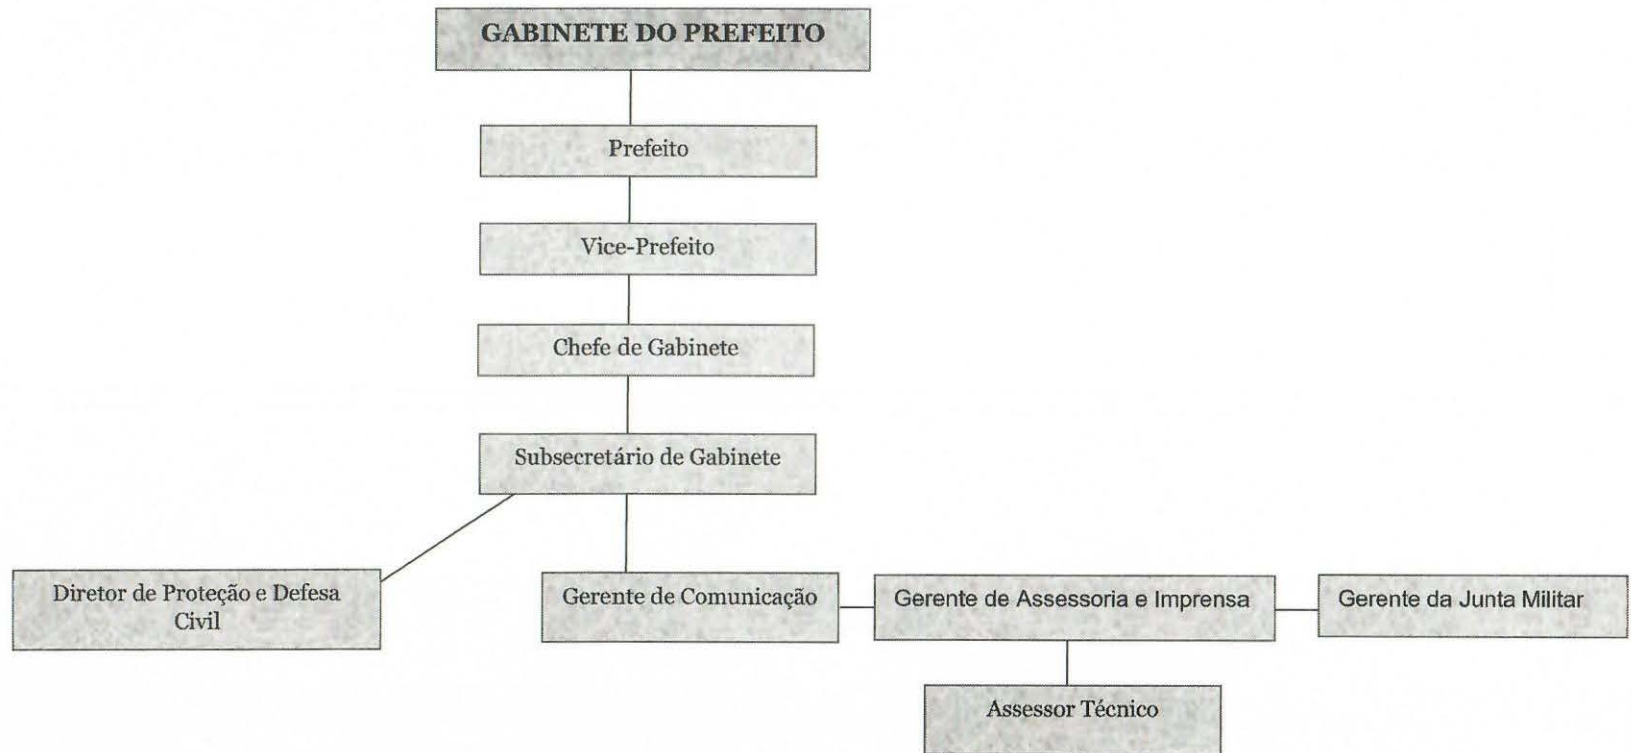 GABINETE DO PREFEITO
Prefeito
Vice-Prefeito
Chefe de Gabinete
Subsecretário de Gabinete
Diretor de Proteção e Defesa
Civil
Gerente de Comunicação
Gerente de Assessoria e Imprensa
Gerente da Junta Militar
Assessor Técnico